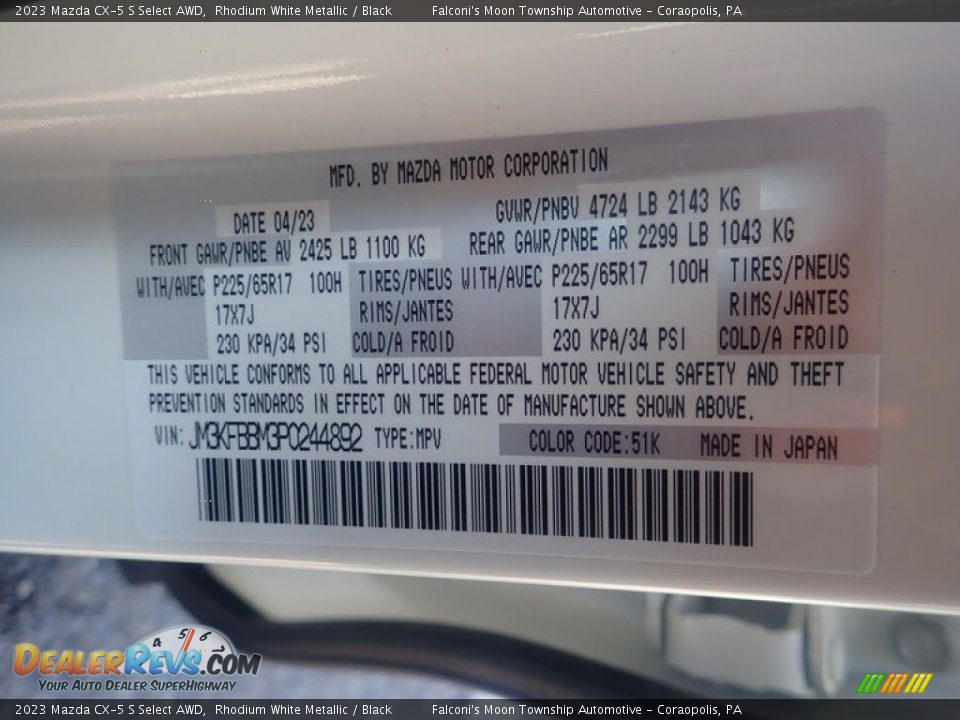 2023 Mazda CX-5 S Select AWD, Rhodium White Metallic / Black Falconi's Moon Township Automotive - Coraopolis, PA
MFD. BY MAZDA MOTOR CORPORATION
DATE 04/23 GVWR/PNBV 4724 LB 2143 KG
FRONT GAWR/PNBE AV 2425 LB 1100 KG REAR GAWR/PNBE AR 2299 LB 1043 KG
WITH/AVEC P225/65R17 100H TIRES/PNEUS WITH/AVEC P225/65R17 100H TIRES/PNEUS
17X7J RIMS/JANTES 17X7J RIMS/JANTES
230 KPA/34 PSI COLD/A FROID 230 KPA/34 PSI COLD/A FROID
THIS VEHICLE CONFORMS TO ALL APPLICABLE FEDERAL MOTOR VEHICLE SAFETY AND THEFT
PREVENTION STANDARDS IN EFFECT ON THE DATE OF MANUFACTURE SHOWN ABOVE.
VIN: JM3KFBBM3P0244892 TYPE:MPV COLOR CODE:51K MADE IN JAPAN
4 5 6
DEALERREVS.COM
YOUR AUTO DEALER SUPERHIGHWAY
2023 Mazda CX-5 S Select AWD, Rhodium White Metallic / Black Falconi's Moon Township Automotive - Coraopolis, PA